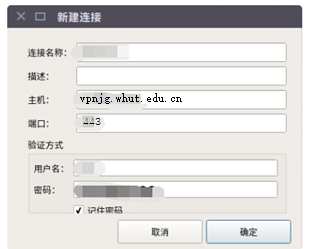 新建连接
连接名称:
描述:
主机: vpnjg.whut.edu.cn
端口: 443
验证方式
用户名:
密码:
记住密码
取消 确定